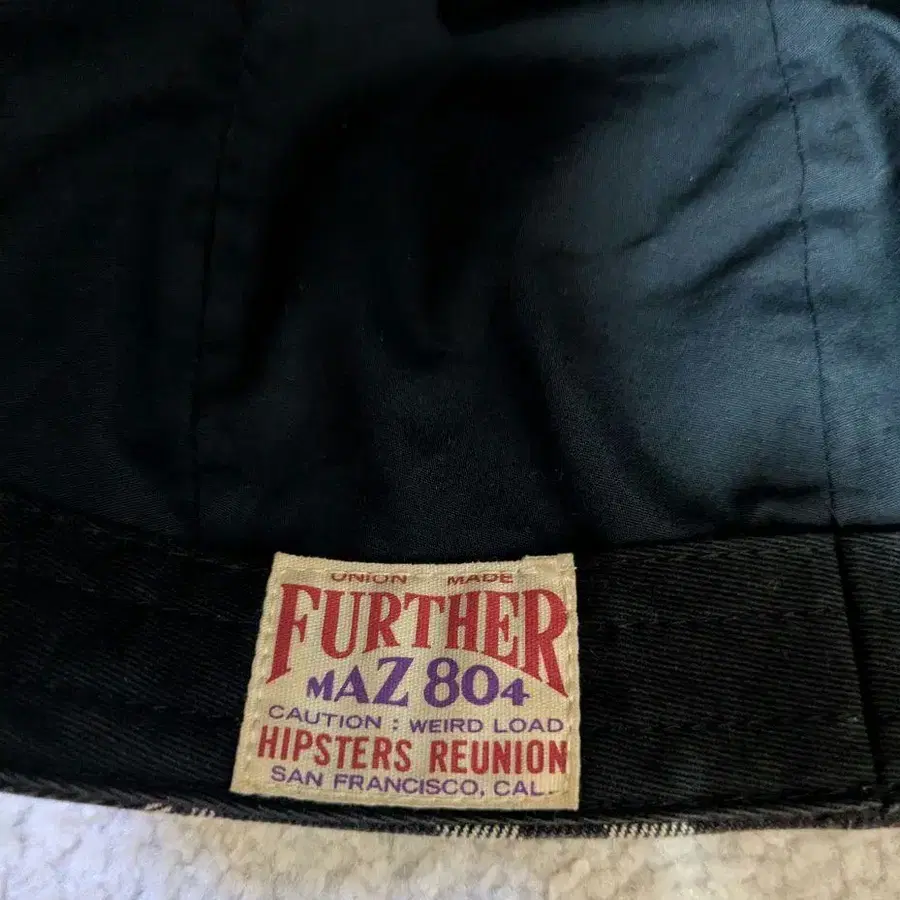 UNION MADE
FURTHER
MAZ 804
CAUTION : WEIRD LOAD
HIPSTERS REUNION
SAN FRANCISCO, CAL.